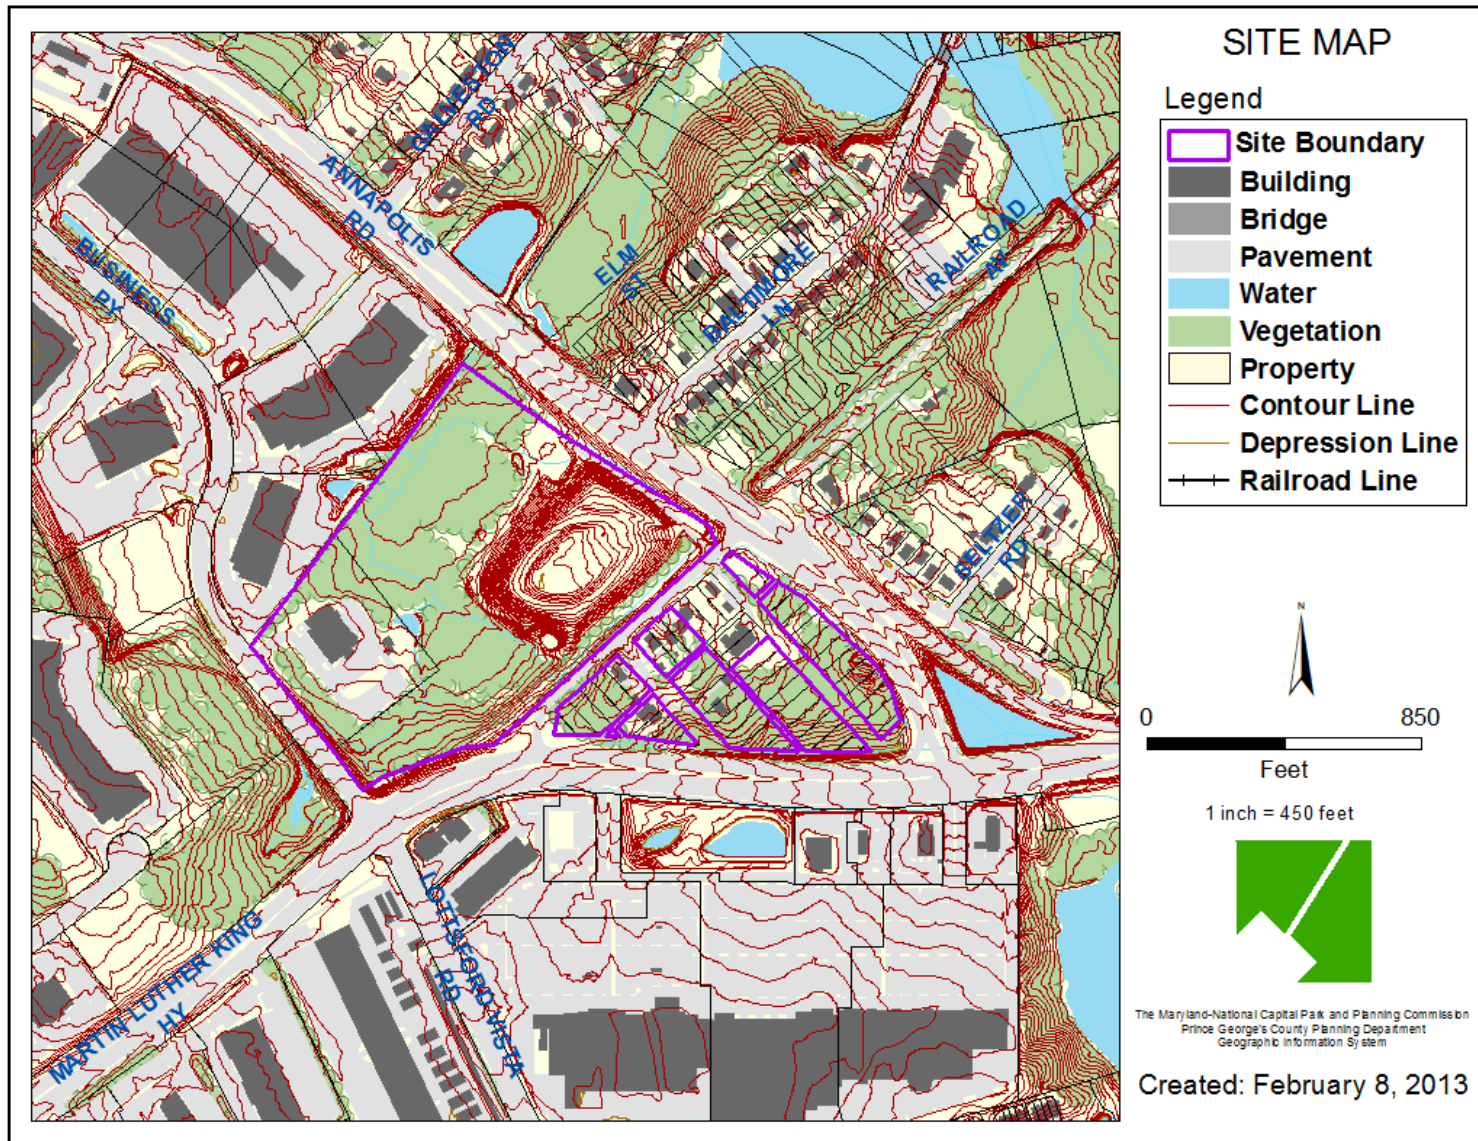 SITE MAP
Legend
Site Boundary
Building
Bridge
Pavement
Water
Vegetation
Property
Contour Line
Depression Line
Railroad Line
GALVESTON
RD
ANNAPOLIS
RD
BUSINESS
PY
ELM
ST
BALTIMORE
LN
RAILROAD
AV
SELTZER
RD
LOTTSFORD VISTA
RD
MARTIN LUTHER KING
HY
N
0 850
Feet
1 inch = 450 feet
The Maryland-National Capital Park and Planning Commission
Prince George's County Planning Department
Geographic Information System
Created: February 8, 2013